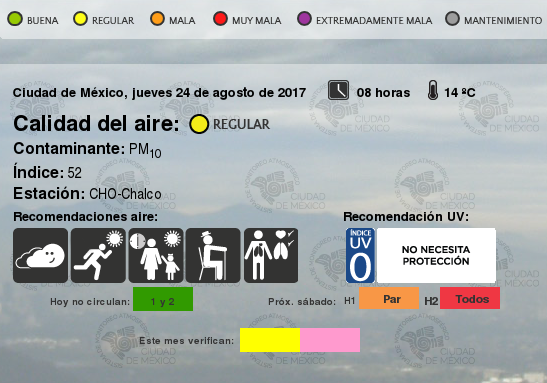 BUENA REGULAR MALA MUY MALA EXTREMADAMENTE MALA MANTENIMIENTO
Ciudad de México, jueves 24 de agosto de 2017 08 horas 14 ºC
Calidad del aire: REGULAR
Contaminante: PM10
Índice: 52
Estación: CHO-Chalco
Recomendaciones aire: Recomendación UV:
ÍNDICE UV 0 NO NECESITA PROTECCIÓN
Hoy no circulan: 1 y 2 Próx. sábado: H1 Par H2 Todos
Este mes verifican: